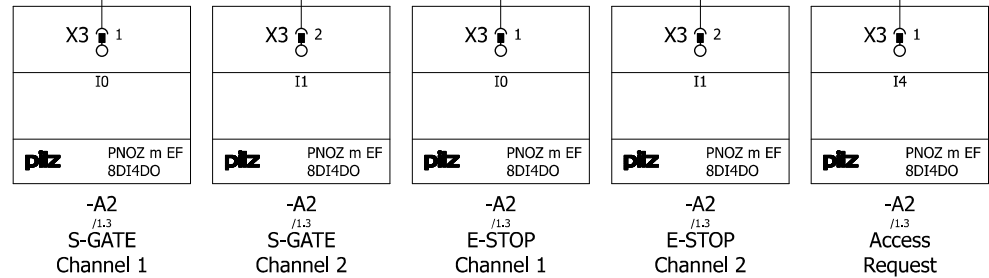 X3 1
I0
pilz PNOZ m EF
8DI4DO
-A2
/1.3
S-GATE
Channel 1
X3 2
I1
pilz PNOZ m EF
8DI4DO
-A2
/1.3
S-GATE
Channel 2
X3 1
I0
pilz PNOZ m EF
8DI4DO
-A2
/1.3
E-STOP
Channel 1
X3 2
I1
pilz PNOZ m EF
8DI4DO
-A2
/1.3
E-STOP
Channel 2
X3 1
I4
pilz PNOZ m EF
8DI4DO
-A2
/1.3
Access
Request